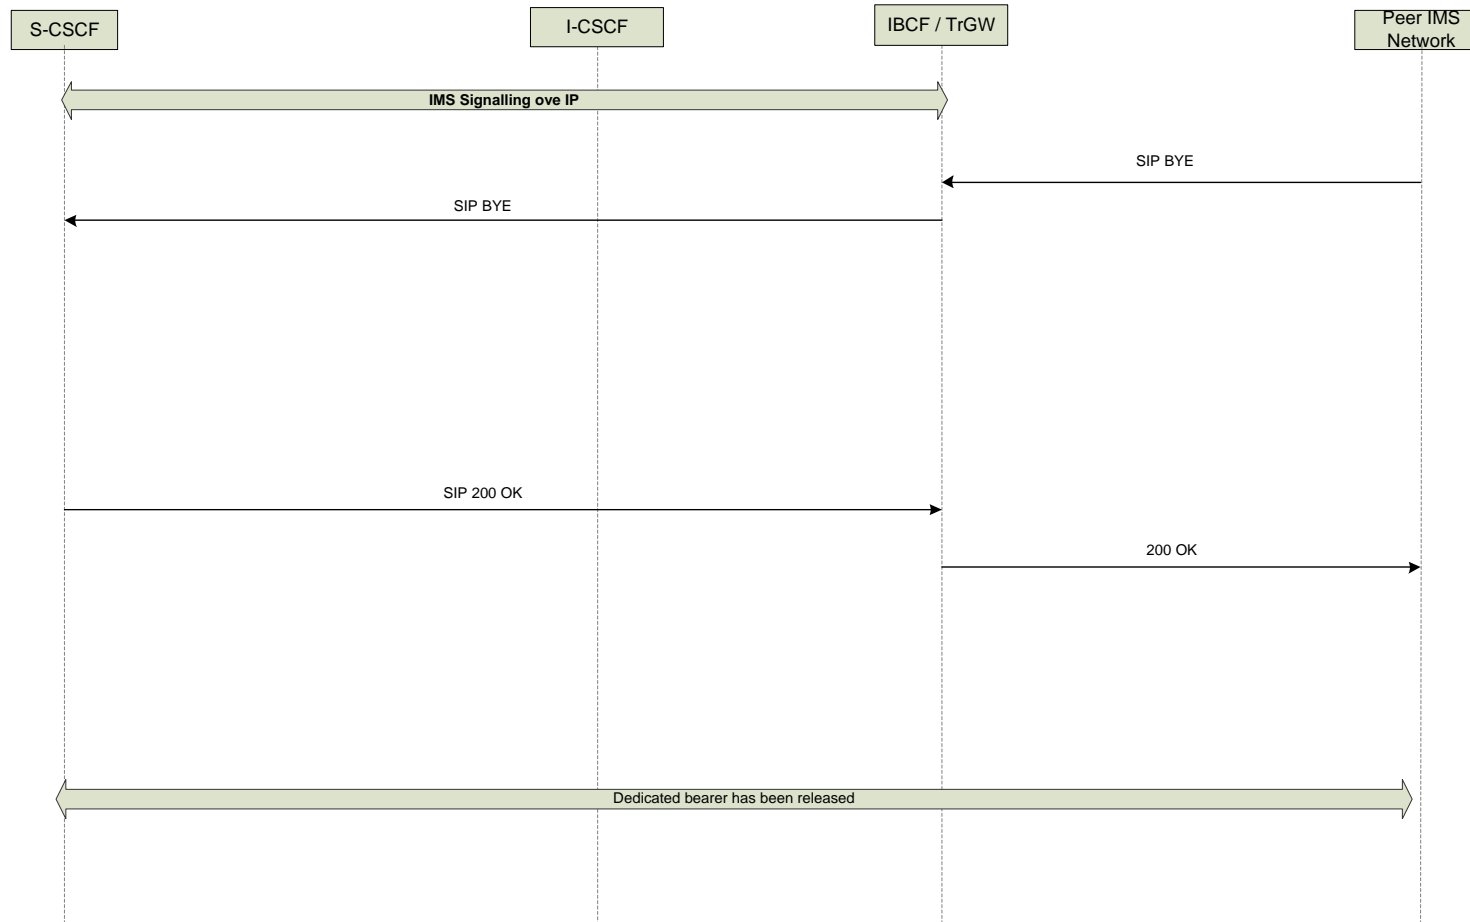 S-CSCF
I-CSCF
IBCF / TrGW
Peer IMS
Network
IMS Signalling ove IP
SIP BYE
SIP BYE
SIP 200 OK
200 OK
Dedicated bearer has been released